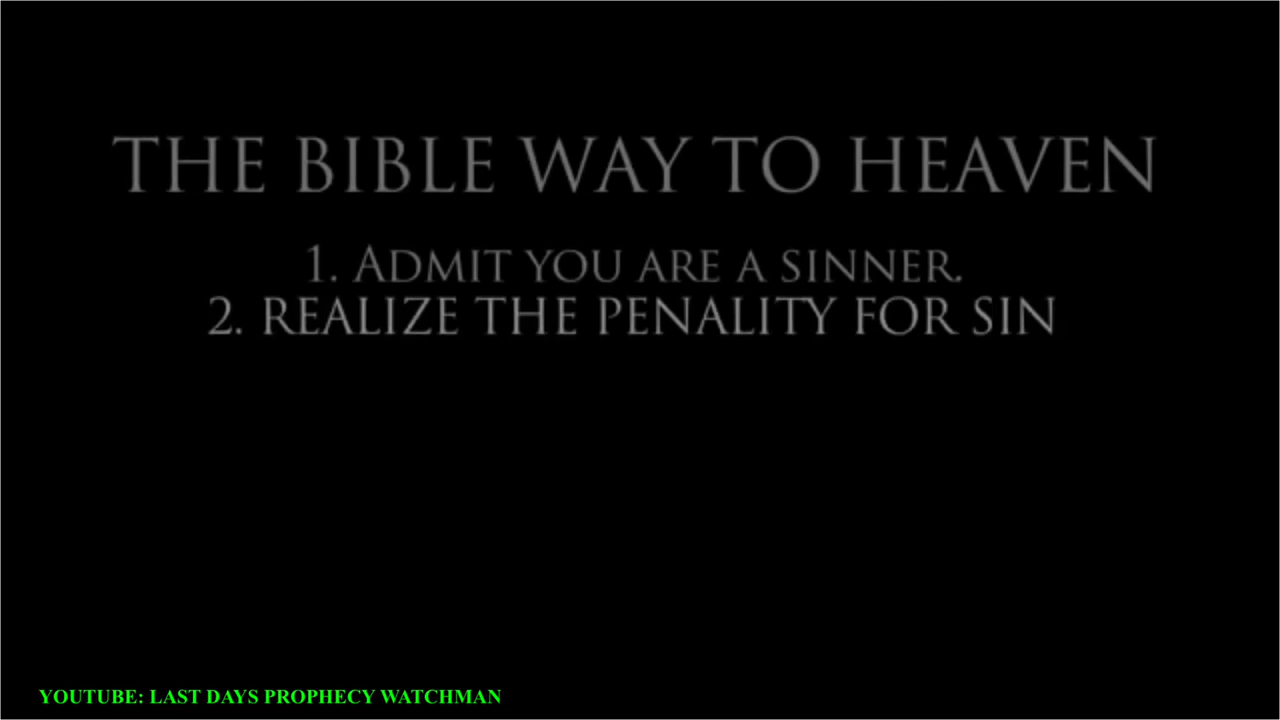 THE BIBLE WAY TO HEAVEN
1. ADMIT YOU ARE A SINNER.
2. REALIZE THE PENALITY FOR SIN
YOUTUBE: LAST DAYS PROPHECY WATCHMAN